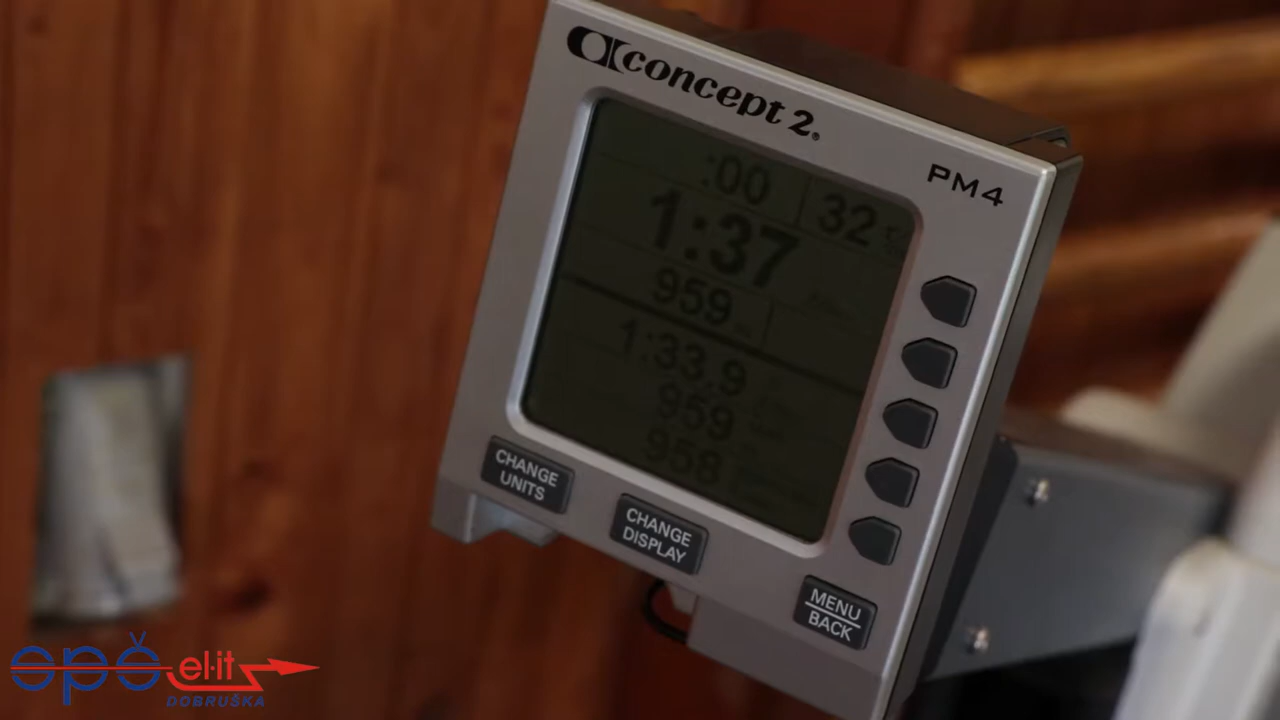 concept 2.
PM4
:00 32
1:37
959
1:33.9
959
958
CHANGE
UNITS
CHANGE
DISPLAY
MENU
BACK
opš el·it
DOBRUŠKA